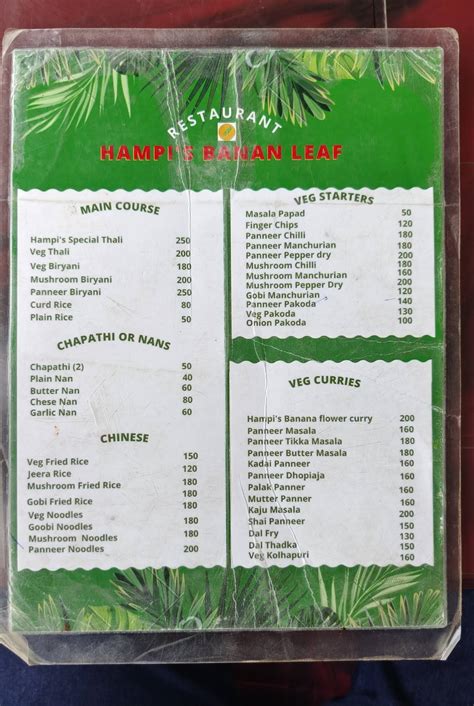 RESTAURANT
HAMPI'S BANAN LEAF
MAIN COURSE
Hampi's Special Thali 250
Veg Thali 200
Veg Biryani 180
Mushroom Biryani 200
Panneer Biryani 250
Curd Rice 80
Plain Rice 50
CHAPATHI OR NANS
Chapathi (2) 50
Plain Nan 40
Butter Nan 60
Chese Nan 80
Garlic Nan 60
CHINESE
Veg Fried Rice 150
Jeera Rice 120
Mushroom Fried Rice 180
Gobi Fried Rice 180
Veg Noodles 180
Goobi Noodles 180
Mushroom Noodles 180
Panneer Noodles 200
VEG STARTERS
Masala Papad 50
Finger Chips 120
Panneer Chilli 180
Panneer Manchurian 180
Panneer Pepper dry 200
Mushroom Chilli 180
Mushroom Manchurian 160
Mushroom Pepper Dry 200
Gobi Manchurian 120
Panneer Pakoda 140
Veg Pakoda 130
Onion Pakoda 100
VEG CURRIES
Hampi's Banana flower curry 200
Panneer Masala 160
Panneer Tikka Masala 180
Panneer Butter Masala 180
Kadai Panneer 160
Panneer Dhopiaja 160
Palak Panner 160
Mutter Panner 160
Kaju Masala 200
Shai Panneer 200
Dal Fry 130
Dal Thadka 150
Veg Kolhapuri 160